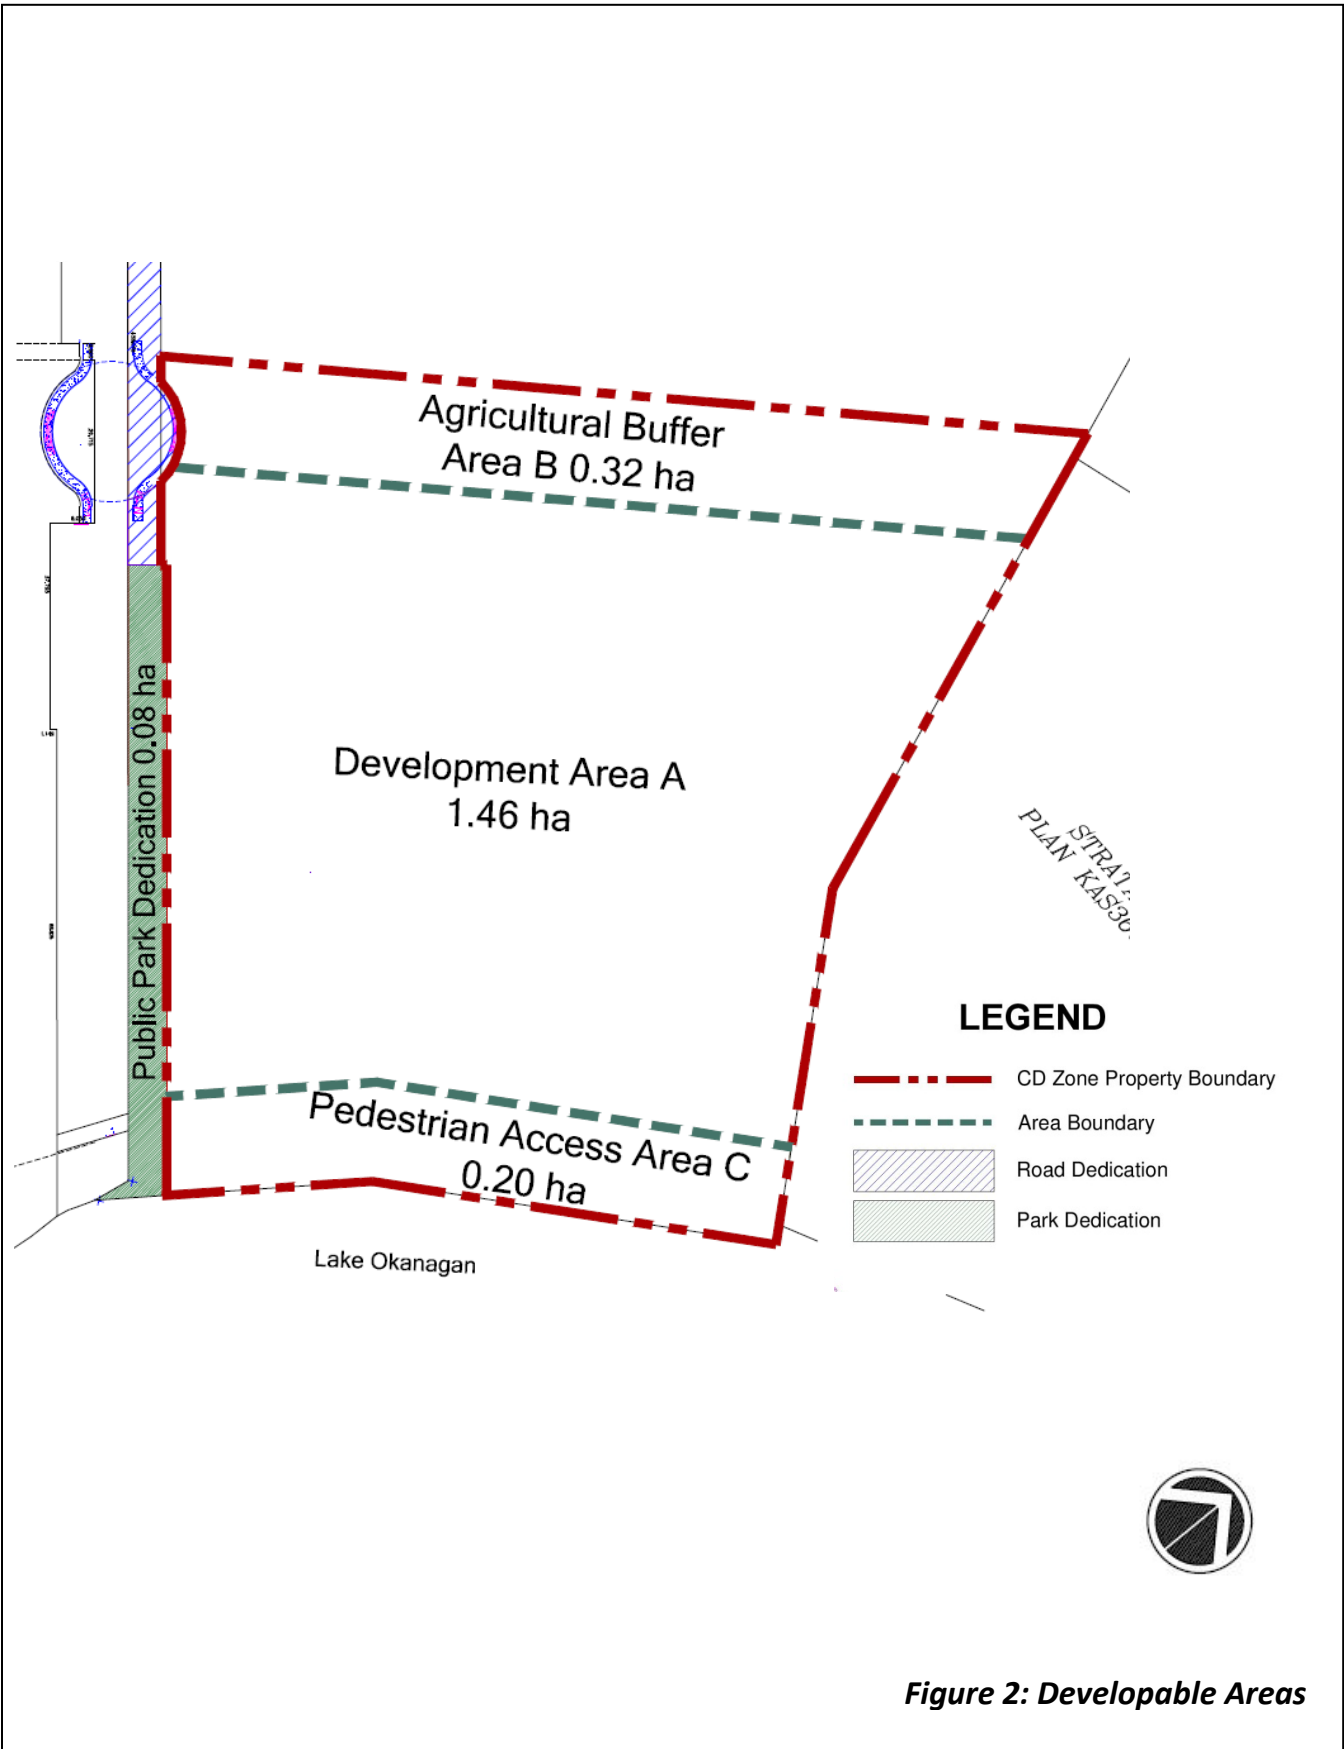 Agricultural Buffer
Area B 0.32 ha
Public Park Dedication 0.08 ha
Development Area A
1.46 ha
STRATA
PLAN KAS36
Pedestrian Access Area C
0.20 ha
Lake Okanagan
LEGEND
CD Zone Property Boundary
Area Boundary
Road Dedication
Park Dedication
Figure 2: Developable Areas